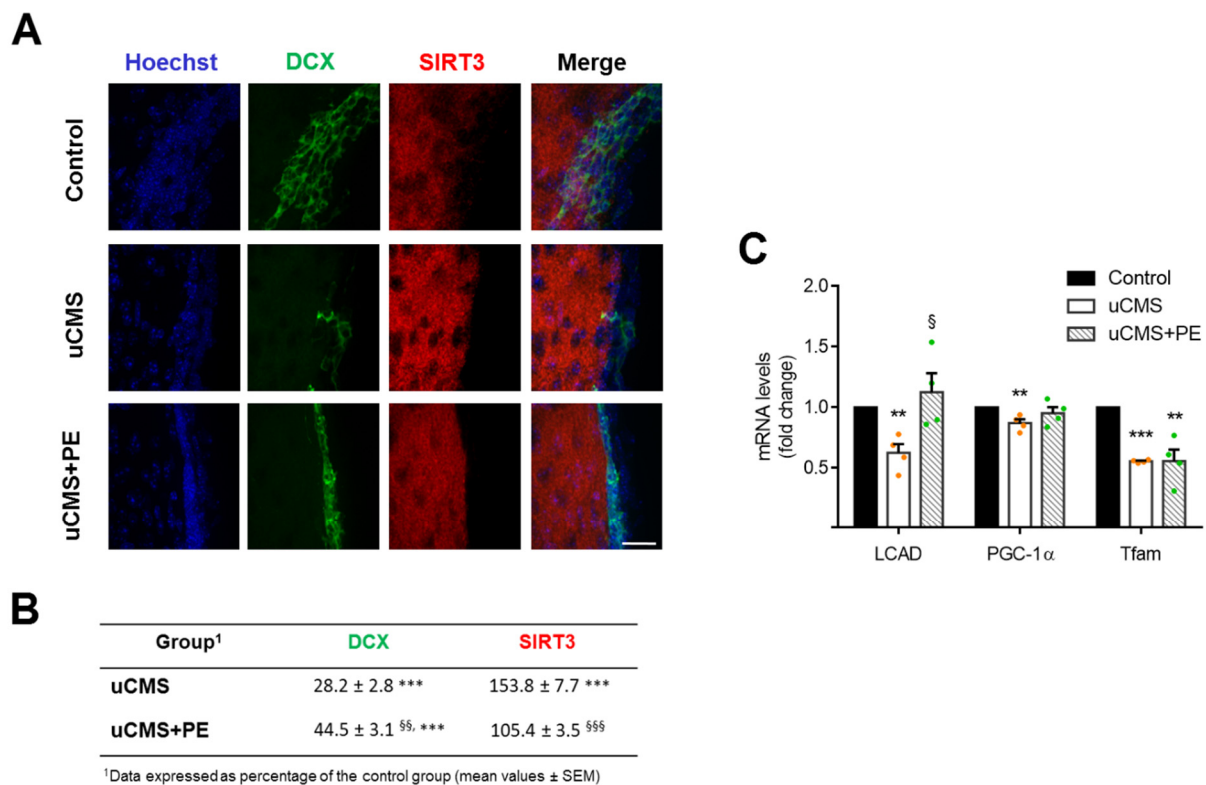 A
Hoechst DCX SIRT3 Merge
Control
uCMS
uCMS+PE
B
Group¹ DCX SIRT3
uCMS 28.2 ± 2.8 *** 153.8 ± 7.7 ***
uCMS+PE 44.5 ± 3.1 §§, *** 105.4 ± 3.5 §§§
¹Data expressed as percentage of the control group (mean values ± SEM)
C
Control
uCMS
uCMS+PE
mRNA levels
(fold change)
2.0
1.5
1.0
0.5
** § ** *** **
LCAD PGC-1α Tfam